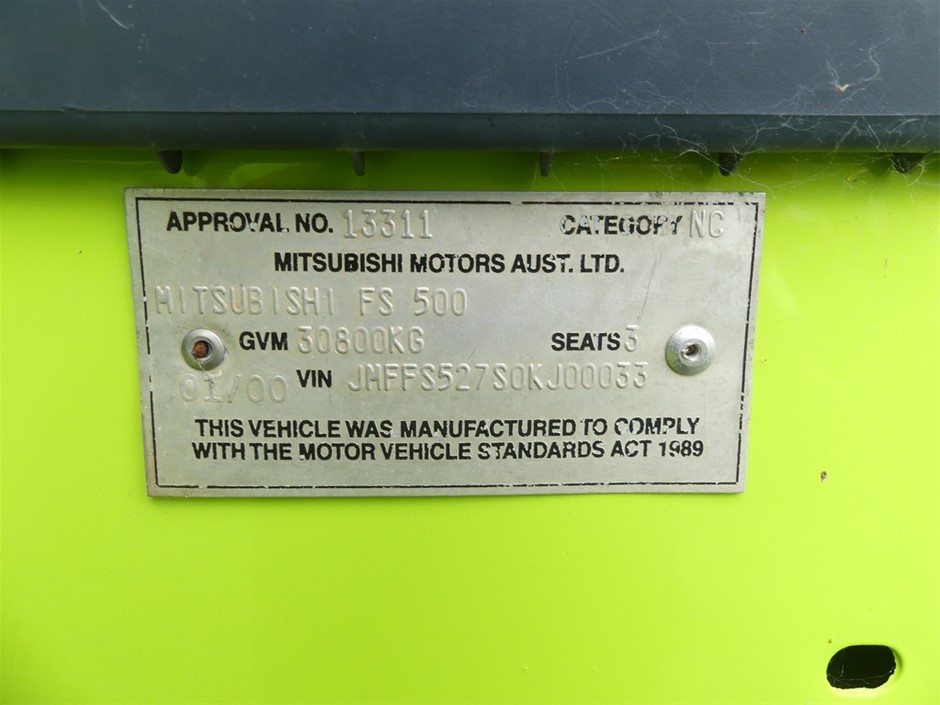 APPROVAL NO. 13311 CATEGORY NC
MITSUBISHI MOTORS AUST. LTD.
MITSUBISHI FS 500
GVM 30800KG SEATS 3
01/00 VIN JMFFS527S0KJ00033
THIS VEHICLE WAS MANUFACTURED TO COMPLY
WITH THE MOTOR VEHICLE STANDARDS ACT 1989